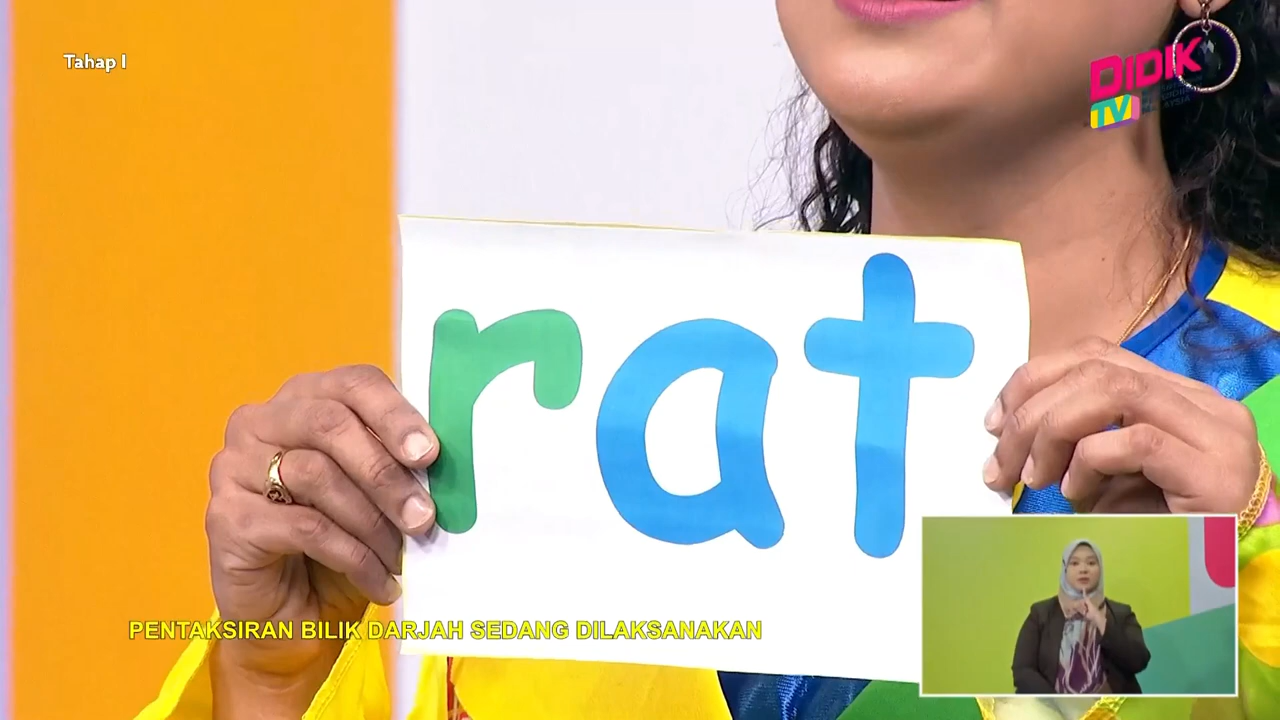 Tahap I
DIDIK
TV
rat
PENTAKSIRAN BILIK DARJAH SEDANG DILAKSANAKAN